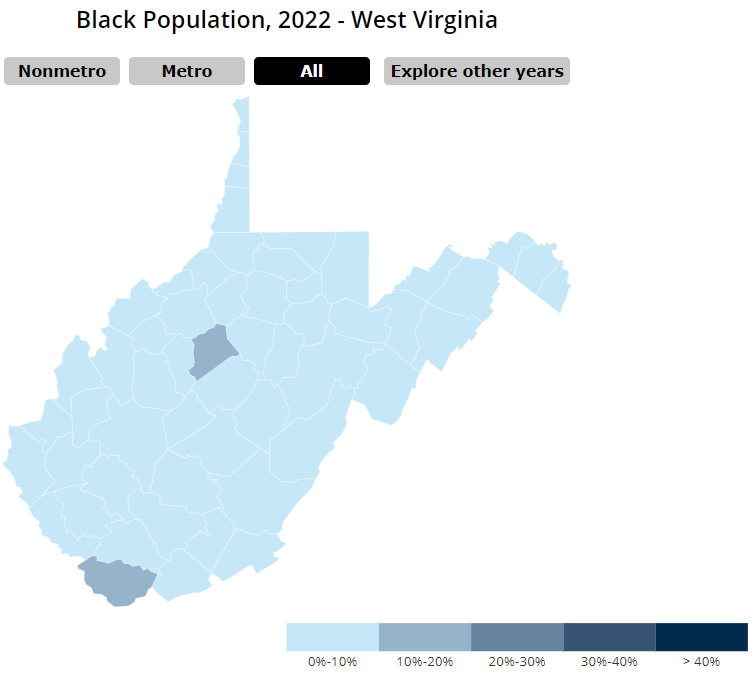 Black Population, 2022 - West Virginia
Nonmetro Metro All Explore other years
0%-10% 10%-20% 20%-30% 30%-40% > 40%